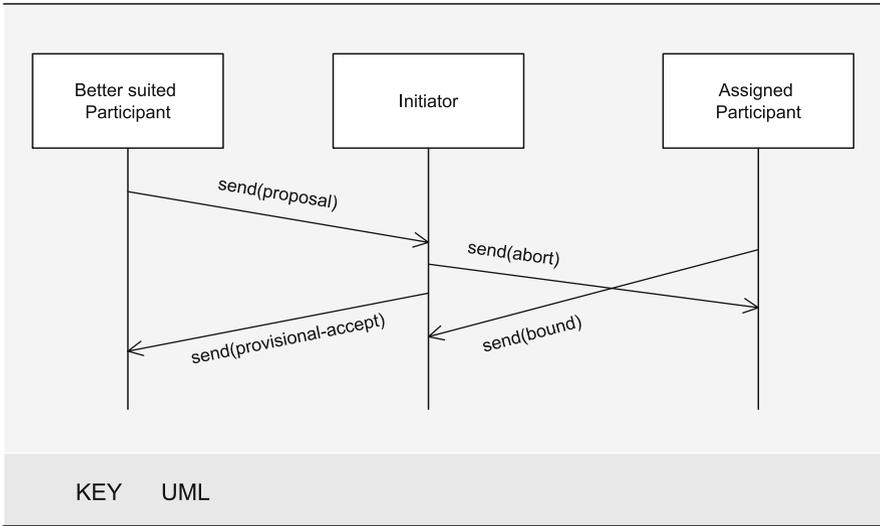 Better suited
Participant
Initiator
Assigned
Participant
send(proposal)
send(abort)
send(provisional-accept)
send(bound)
KEY UML